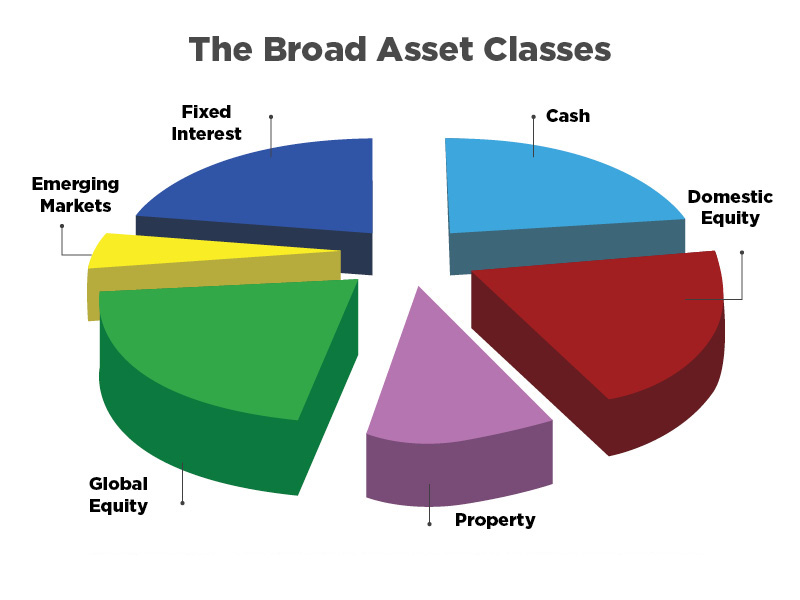 The Broad Asset Classes
Fixed
Interest
Cash
Emerging
Markets
Domestic
Equity
Global
Equity
Property